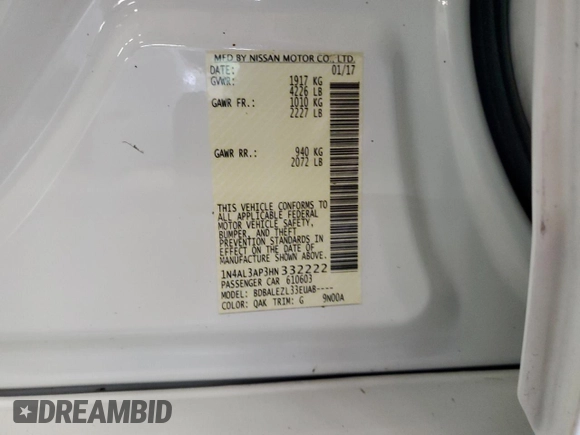 MFD BY NISSAN MOTOR CO., LTD.
DATE: 01/17
GVWR: 1917 KG
4226 LB
GAWR FR.: 1010 KG
2227 LB
GAWR RR.: 940 KG
2072 LB
THIS VEHICLE CONFORMS TO
ALL APPLICABLE FEDERAL
MOTOR VEHICLE SAFETY,
BUMPER, AND THEFT
PREVENTION STANDARDS IN
EFFECT ON THE DATE OF
MANUFACTURE SHOWN ABOVE.
1N4AL3AP3HN332222
PASSENGER CAR 610603
MODEL: BDBALEZL33EUAB----
COLOR: QAK TRIM: G 9N00A
DREAMBID